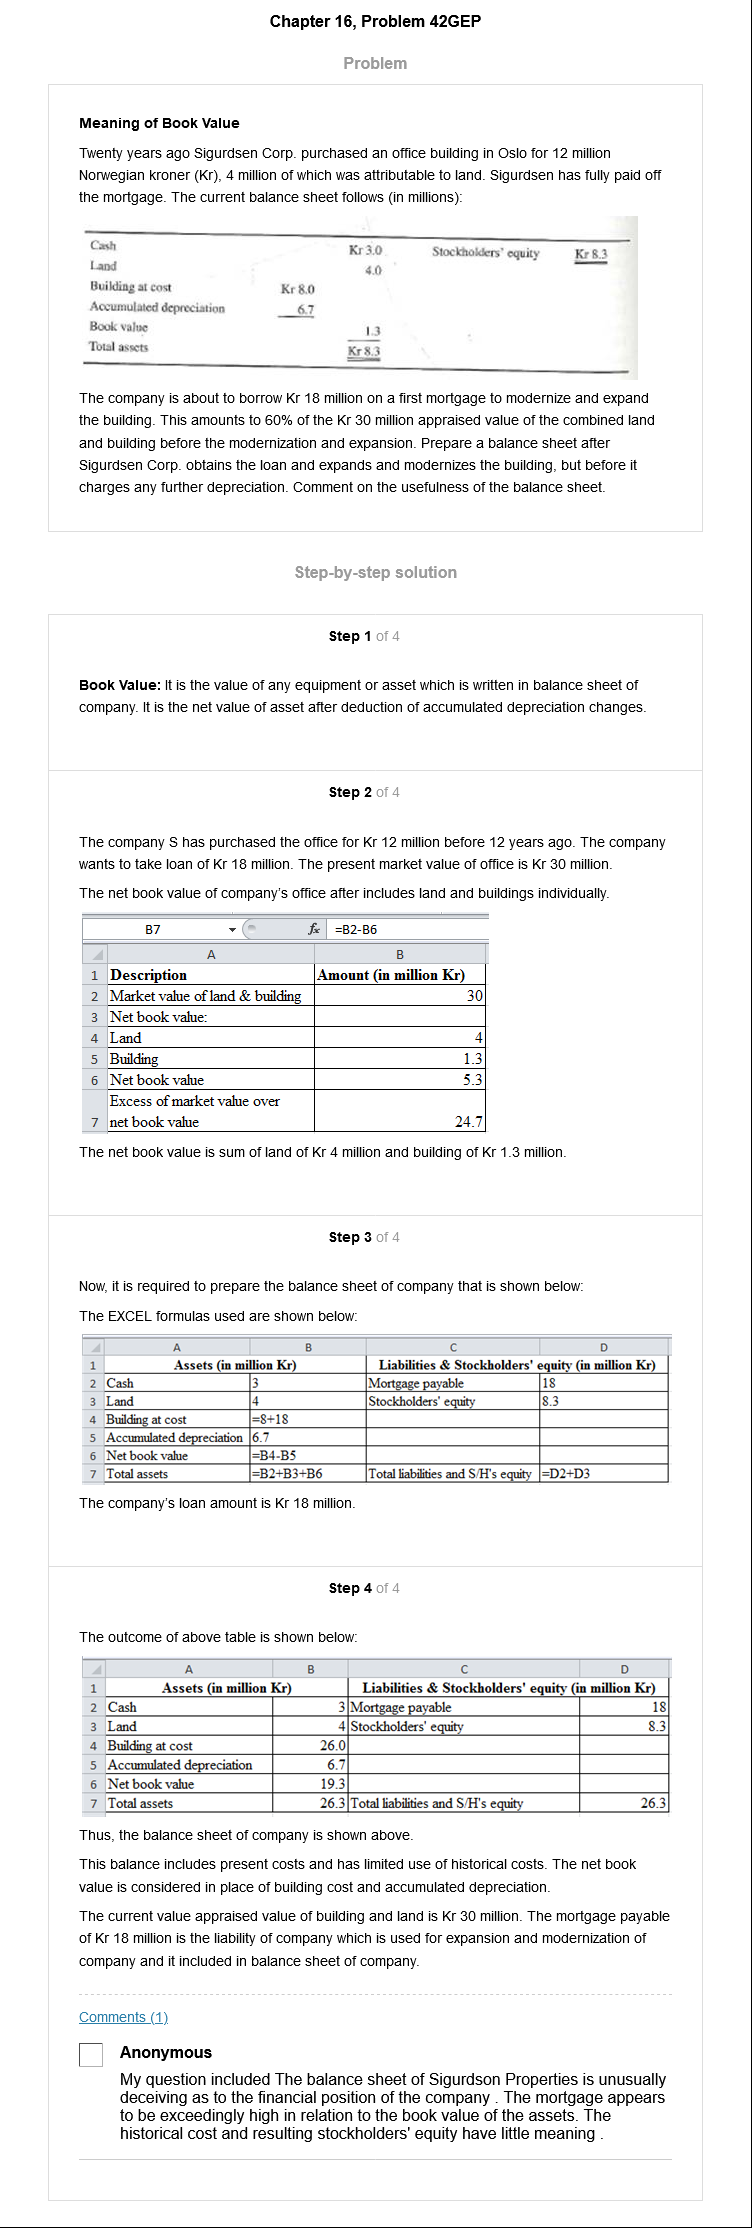 Chapter 16, Problem 42GEP
Problem
Meaning of Book Value
Twenty years ago Sigurdsen Corp. purchased an office building in Oslo for 12 million
Norwegian kroner (Kr), 4 million of which was attributable to land. Sigurdsen has fully paid off
the mortgage. The current balance sheet follows (in millions):
Cash Kr 3.0 Stockholders' equity Kr 8.3
Land 4.0
Building at cost Kr 8.0
Accumulated depreciation 6.7
Book value 1.3
Total assets Kr 8.3
The company is about to borrow Kr 18 million on a first mortgage to modernize and expand
the building. This amounts to 60% of the Kr 30 million appraised value of the combined land
and building before the modernization and expansion. Prepare a balance sheet after
Sigurdsen Corp. obtains the loan and expands and modernizes the building, but before it
charges any further depreciation. Comment on the usefulness of the balance sheet.
Step-by-step solution
Step 1 of 4
Book Value: It is the value of any equipment or asset which is written in balance sheet of
company. It is the net value of asset after deduction of accumulated depreciation changes.
Step 2 of 4
The company S has purchased the office for Kr 12 million before 12 years ago. The company
wants to take loan of Kr 18 million. The present market value of office is Kr 30 million.
The net book value of company's office after includes land and buildings individually.
B7 fx =B2-B6
A B
1 Description Amount (in million Kr)
2 Market value of land & building 30
3 Net book value:
4 Land 4
5 Building 1.3
6 Net book value 5.3
Excess of market value over
7 net book value 24.7
The net book value is sum of land of Kr 4 million and building of Kr 1.3 million.
Step 3 of 4
Now, it is required to prepare the balance sheet of company that is shown below:
The EXCEL formulas used are shown below:
A B C D
1 Assets (in million Kr) Liabilities & Stockholders' equity (in million Kr)
2 Cash 3 Mortgage payable 18
3 Land 4 Stockholders' equity 8.3
4 Building at cost =8+18
5 Accumulated depreciation 6.7
6 Net book value =B4-B5
7 Total assets =B2+B3+B6 Total liabilities and S/H's equity =D2+D3
The company's loan amount is Kr 18 million.
Step 4 of 4
The outcome of above table is shown below:
A B C D
1 Assets (in million Kr) Liabilities & Stockholders' equity (in million Kr)
2 Cash 3 Mortgage payable 18
3 Land 4 Stockholders' equity 8.3
4 Building at cost 26.0
5 Accumulated depreciation 6.7
6 Net book value 19.3
7 Total assets 26.3 Total liabilities and S/H's equity 26.3
Thus, the balance sheet of company is shown above.
This balance includes present costs and has limited use of historical costs. The net book
value is considered in place of building cost and accumulated depreciation.
The current value appraised value of building and land is Kr 30 million. The mortgage payable
of Kr 18 million is the liability of company which is used for expansion and modernization of
company and it included in balance sheet of company.
Comments (1)
Anonymous
My question included The balance sheet of Sigurdson Properties is unusually
deceiving as to the financial position of the company . The mortgage appears
to be exceedingly high in relation to the book value of the assets. The
historical cost and resulting stockholders' equity have little meaning .